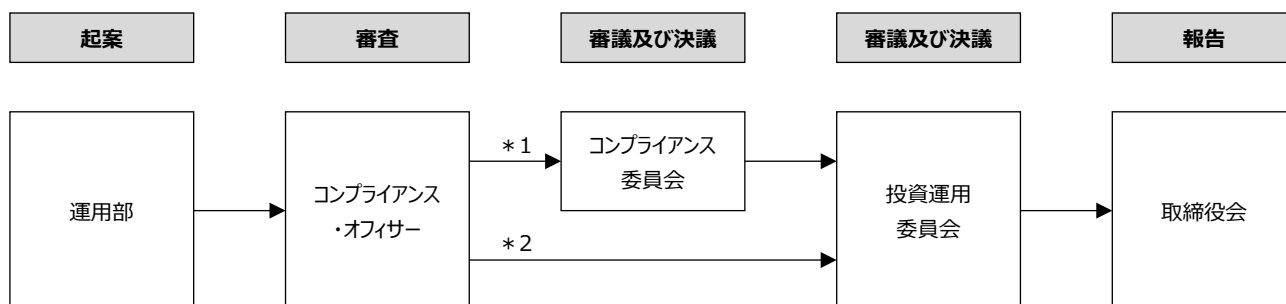 起案
審査
審議及び決議
審議及び決議
報告
運用部
コンプライアンス
・オフィサー
＊1
コンプライアンス
委員会
＊2
投資運用
委員会
取締役会